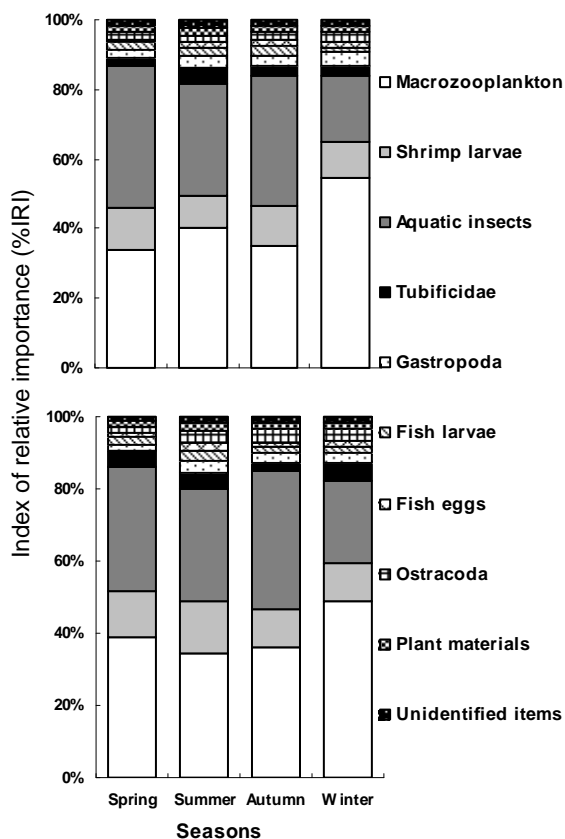 Index of relative importance (%IRI)
100%
80%
60%
40%
20%
0%
100%
80%
60%
40%
20%
0%
Spring Summer Autumn Winter
Seasons
Macrozooplankton
Shrimp larvae
Aquatic insects
Tubificidae
Gastropoda
Fish larvae
Fish eggs
Ostracoda
Plant materials
Unidentified items